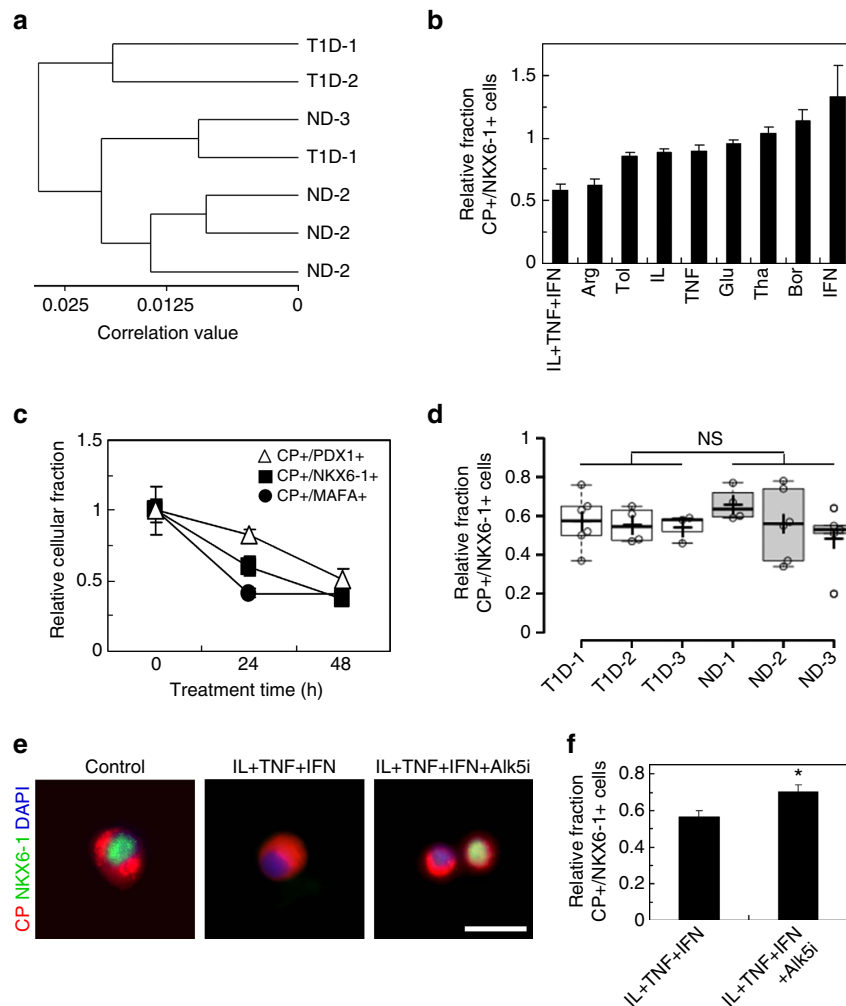 a
T1D-1
T1D-2
ND-3
T1D-1
ND-2
ND-2
ND-2
0.025
0.0125
0
Correlation value
b
Relative fraction
CP+/NKX6-1+ cells
1.5
1
0.5
0
IL+TNF+IFN
Arg
Tol
IL
TNF
Glu
Tha
Bor
IFN
c
Relative cellular fraction
1.5
1.0
0.5
0
CP+/PDX1+
CP+/NKX6-1+
CP+/MAFA+
0
24
48
Treatment time (h)
d
Relative fraction
CP+/NKX6-1+ cells
NS
1
0.8
0.6
0.4
0.2
0
T1D-1
T1D-2
T1D-3
ND-1
ND-2
ND-3
e
CP NKX6-1 DAPI
Control
IL+TNF+IFN
IL+TNF+IFN+Alk5i
f
Relative fraction
CP+/NKX6-1+ cells
0.8
0.6
0.4
0.2
0
*
IL+TNF+IFN
IL+TNF+IFN
+Alk5i